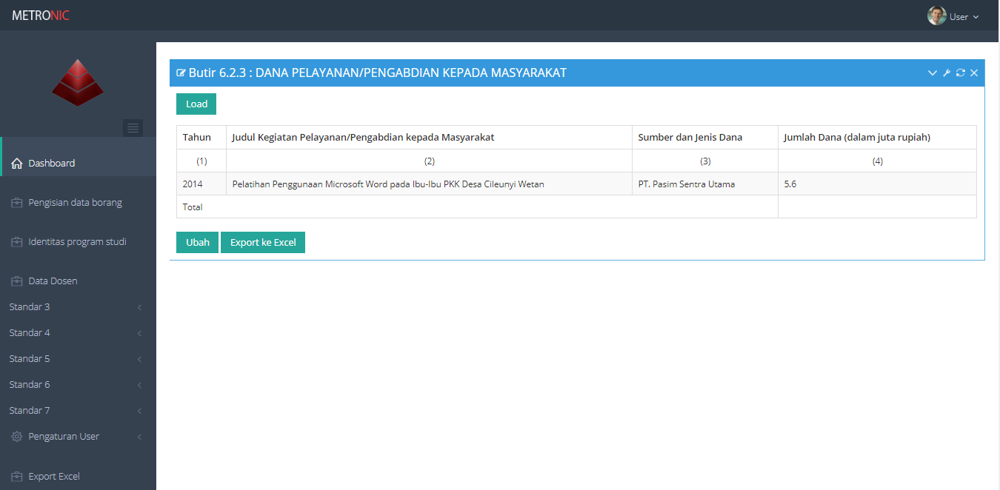 METRONIC
User
Dashboard
Pengisian data borang
Identitas program studi
Data Dosen
Standar 3
Standar 4
Standar 5
Standar 6
Standar 7
Pengaturan User
Export Excel
Butir 6.2.3 : DANA PELAYANAN/PENGABDIAN KEPADA MASYARAKAT
Load
Tahun Judul Kegiatan Pelayanan/Pengabdian kepada Masyarakat Sumber dan Jenis Dana Jumlah Dana (dalam juta rupiah)
(1) (2) (3) (4)
2014 Pelatihan Penggunaan Microsoft Word pada Ibu-Ibu PKK Desa Cileunyi Wetan PT. Pasim Sentra Utama 5.6
Total
Ubah Export ke Excel